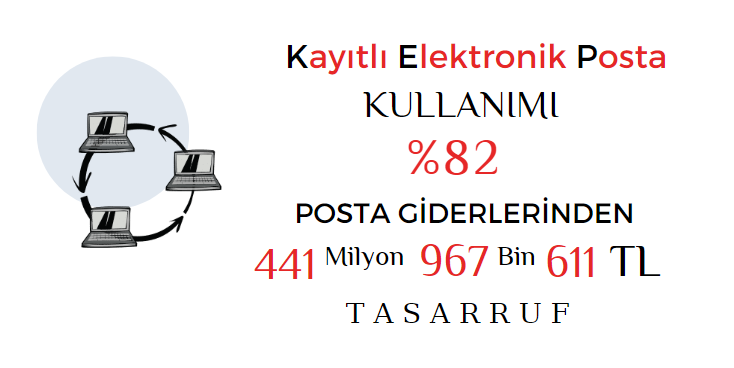 Kayıtlı Elektronik Posta
KULLANIMI
%82
POSTA GİDERLERİNDEN
441 Milyon 967 Bin 611 TL
TASARRUF